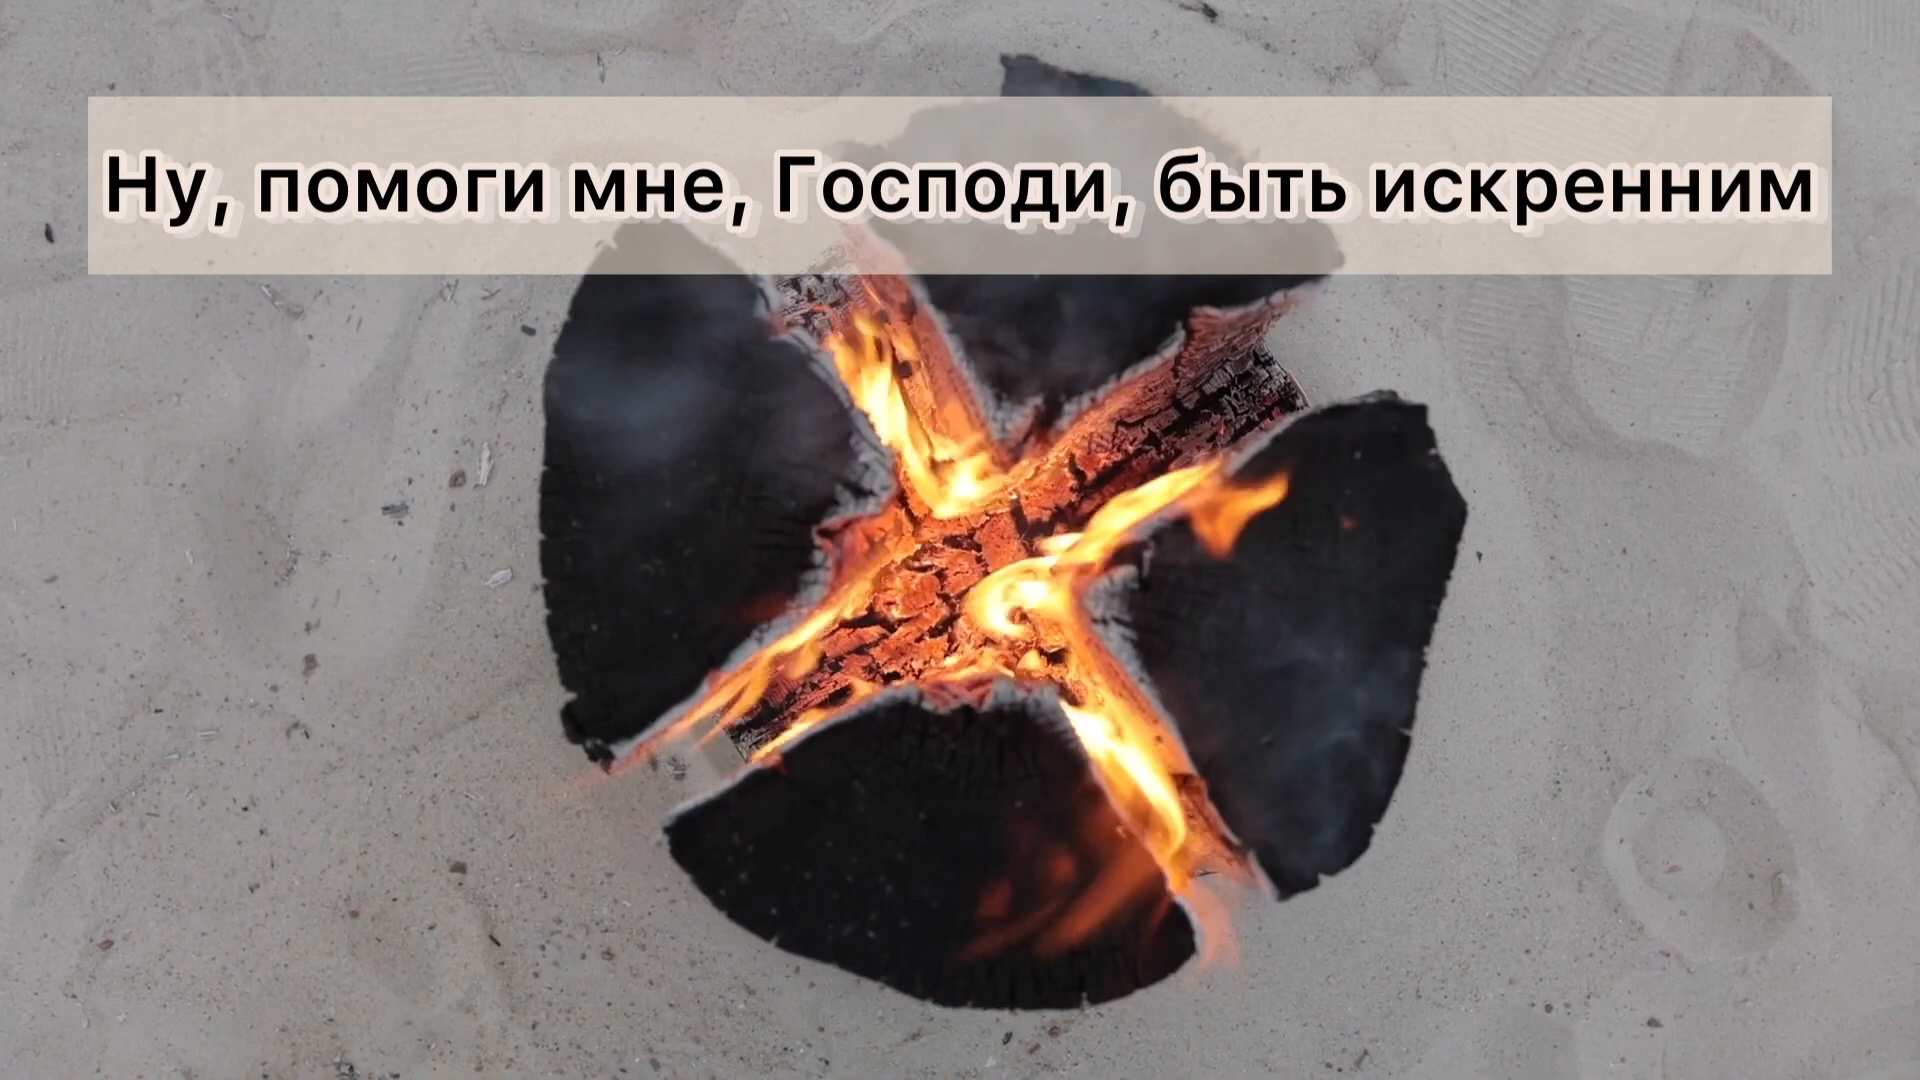 Ну, помоги мне, Господи, быть искренним